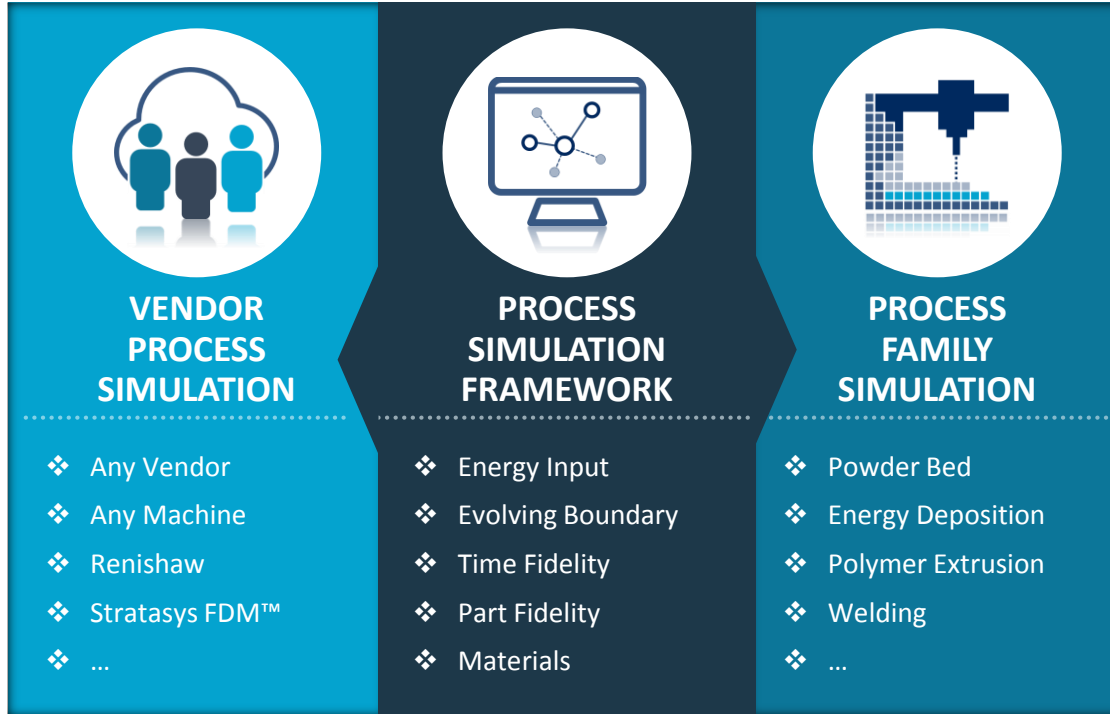 VENDOR
PROCESS
SIMULATION
❖ Any Vendor
❖ Any Machine
❖ Renishaw
❖ Stratasys FDM™
❖ ...
PROCESS
SIMULATION
FRAMEWORK
❖ Energy Input
❖ Evolving Boundary
❖ Time Fidelity
❖ Part Fidelity
❖ Materials
PROCESS
FAMILY
SIMULATION
❖ Powder Bed
❖ Energy Deposition
❖ Polymer Extrusion
❖ Welding
❖ ...